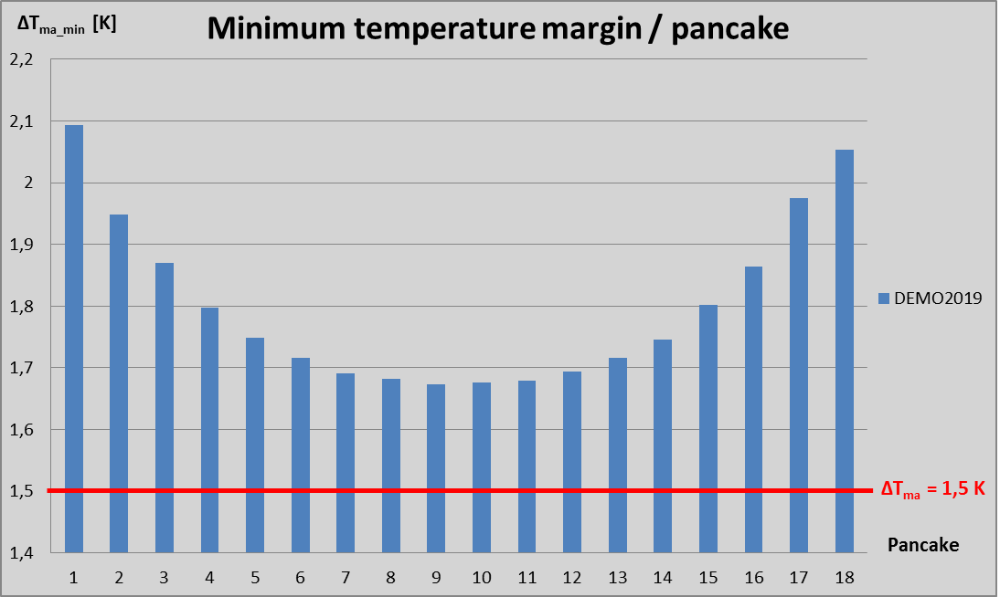 ΔTma_min [K]
Minimum temperature margin / pancake
2,2
2,1
2
1,9
1,8
1,7
1,6
1,5
1,4
DEMO2019
ΔTma = 1,5 K
Pancake
1 2 3 4 5 6 7 8 9 10 11 12 13 14 15 16 17 18